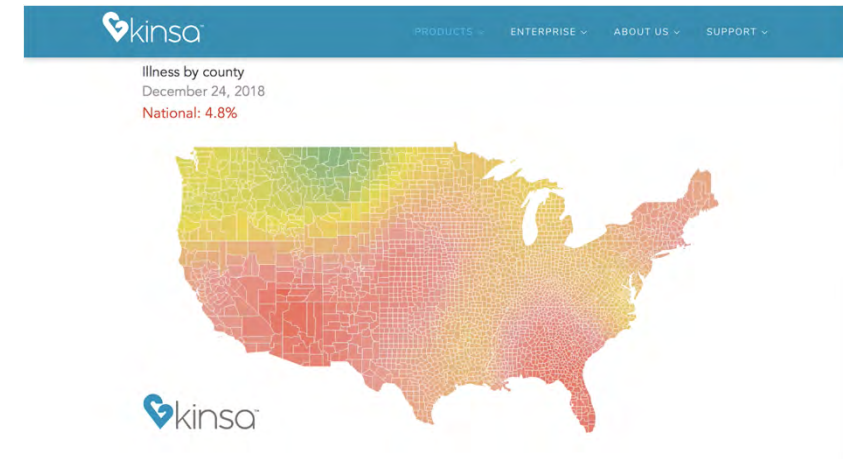 kinsa™
PRODUCTS ENTERPRISE ABOUT US SUPPORT
Illness by county
December 24, 2018
National: 4.8%
kinsa™